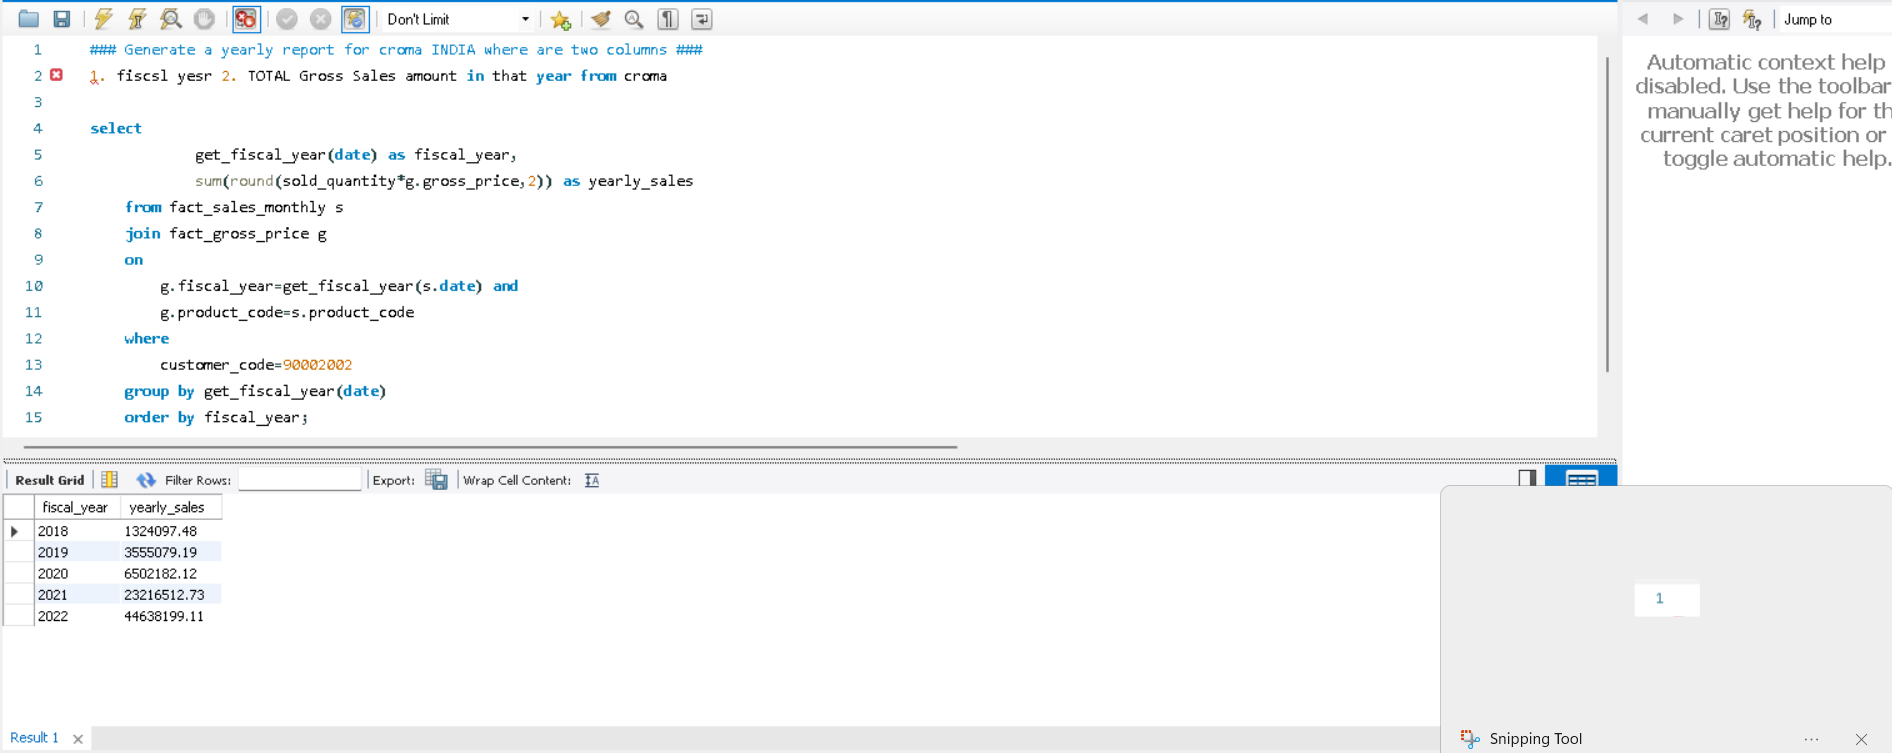 Don't Limit
Jump to
1 ### Generate a yearly report for croma INDIA where are two columns ###
2 1. fiscsl yesr 2. TOTAL Gross Sales amount in that year from croma
3
4 select
5 get_fiscal_year(date) as fiscal_year,
6 sum(round(sold_quantity*g.gross_price,2)) as yearly_sales
7 from fact_sales_monthly s
8 join fact_gross_price g
9 on
10 g.fiscal_year=get_fiscal_year(s.date) and
11 g.product_code=s.product_code
12 where
13 customer_code=90002002
14 group by get_fiscal_year(date)
15 order by fiscal_year;
Automatic context help
disabled. Use the toolbar
manually get help for th
current caret position or
toggle automatic help.
Result Grid Filter Rows: Export: Wrap Cell Content:
fiscal_year yearly_sales
2018 1324097.48
2019 3555079.19
2020 6502182.12
2021 23216512.73
2022 44638199.11
1
Result 1
Snipping Tool